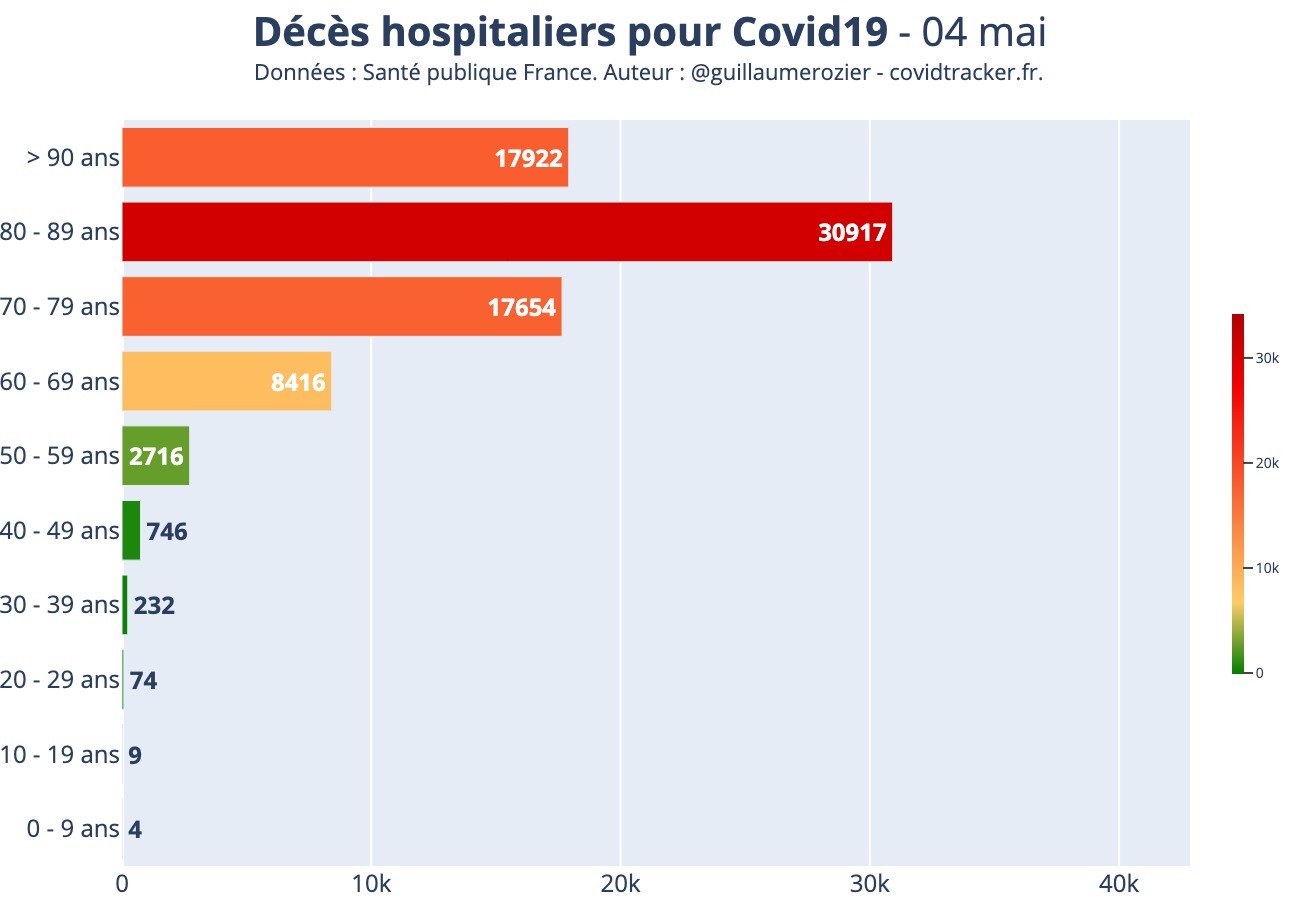 Décès hospitaliers pour Covid19 - 04 mai
Données : Santé publique France. Auteur : @guillaumerozier - covidtracker.fr.
> 90 ans 17922
80 - 89 ans 30917
70 - 79 ans 17654
60 - 69 ans 8416
50 - 59 ans 2716
40 - 49 ans 746
30 - 39 ans 232
20 - 29 ans 74
10 - 19 ans 9
0 - 9 ans 4
0 10k 20k 30k 40k
30k
20k
10k
0